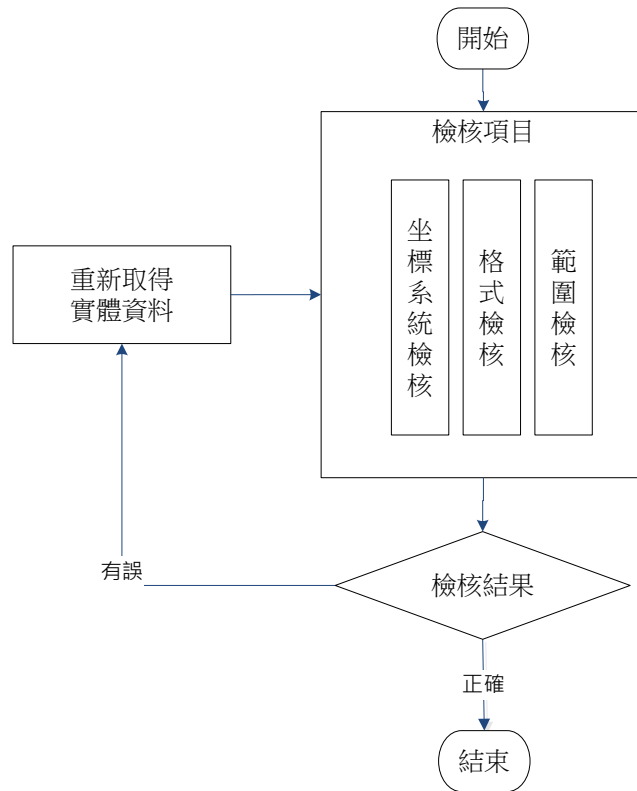 開始
檢核項目
坐標系統檢核
格式檢核
範圍檢核
重新取得
實體資料
有誤
檢核結果
正確
結束